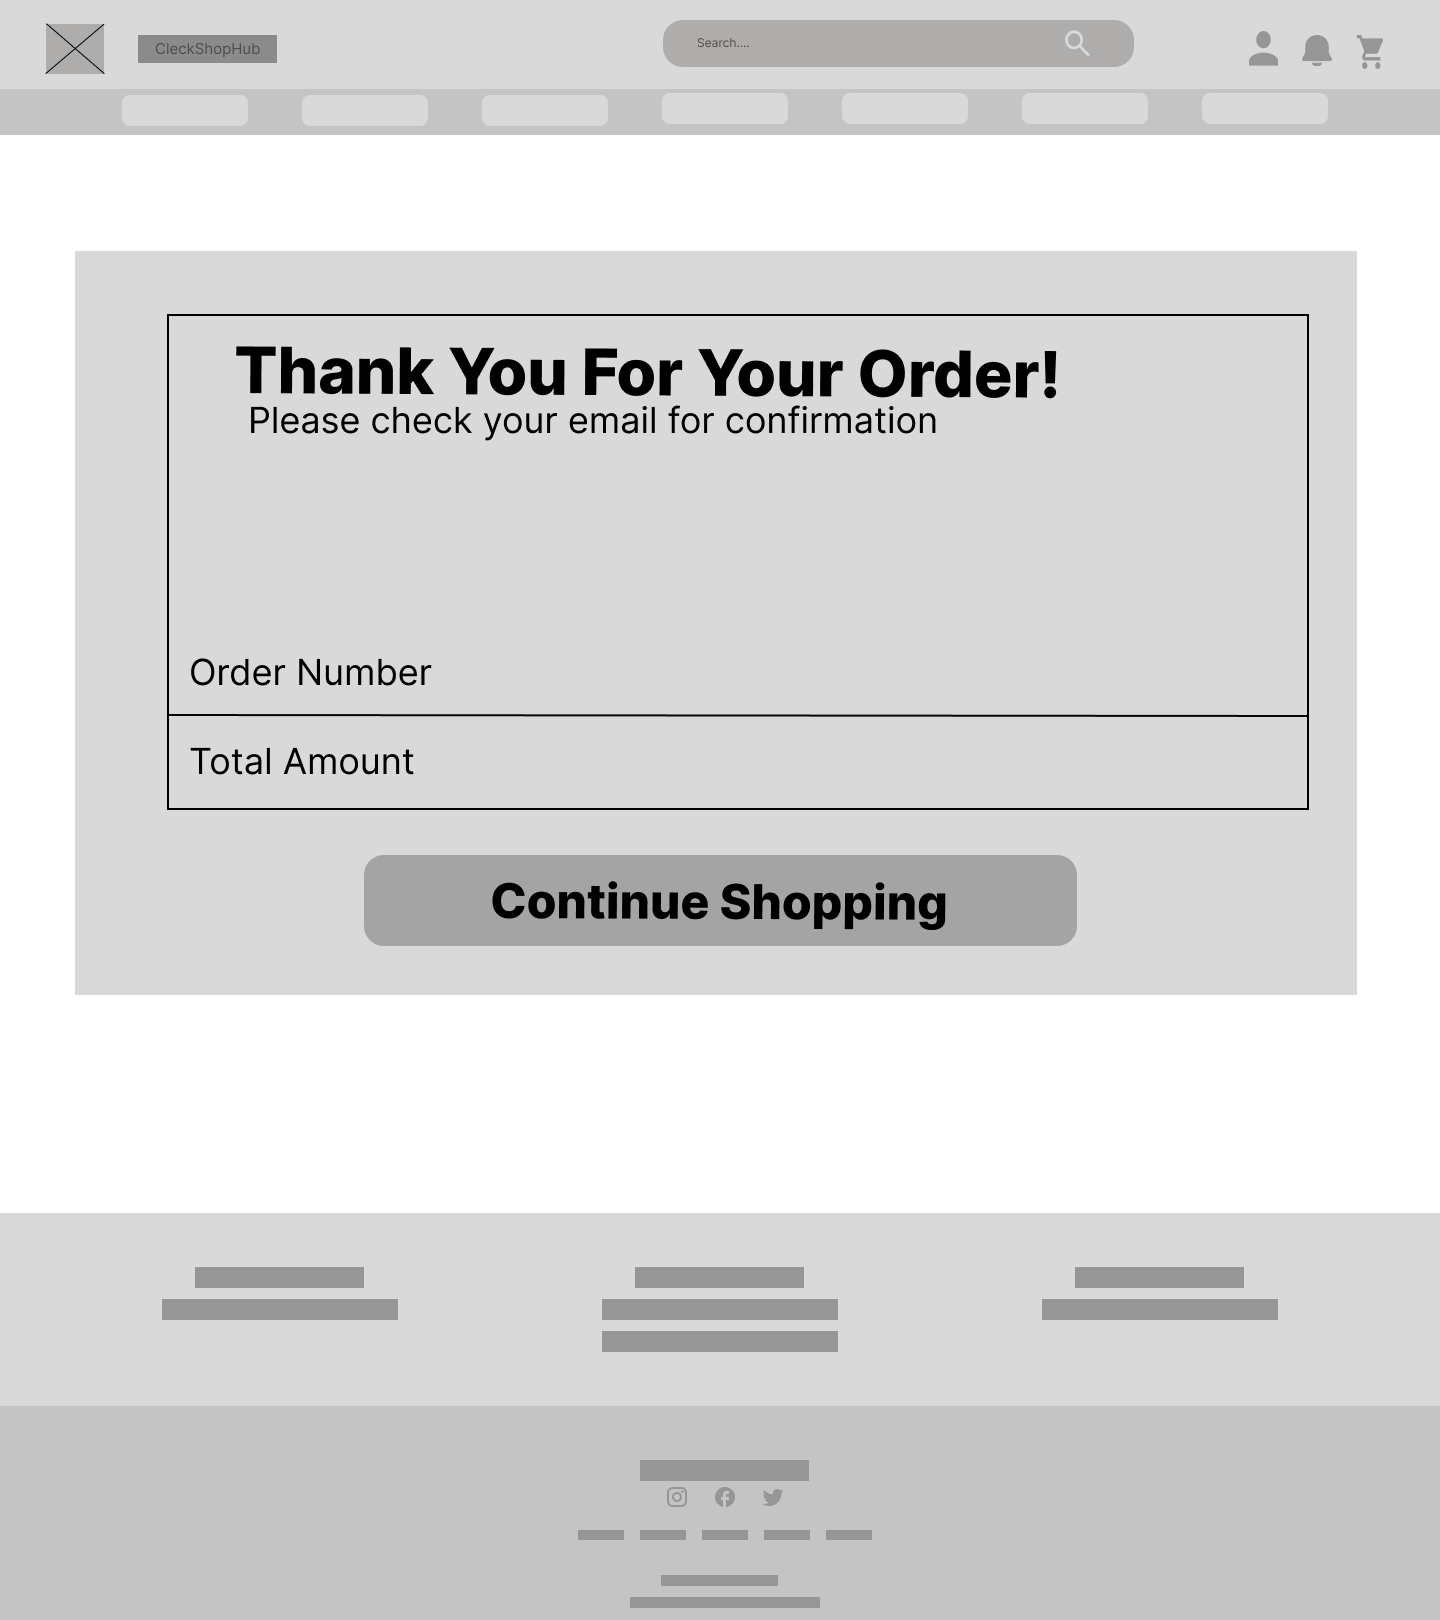 CleckShopHub
Search....
Thank You For Your Order!
Please check your email for confirmation
Order Number
Total Amount
Continue Shopping